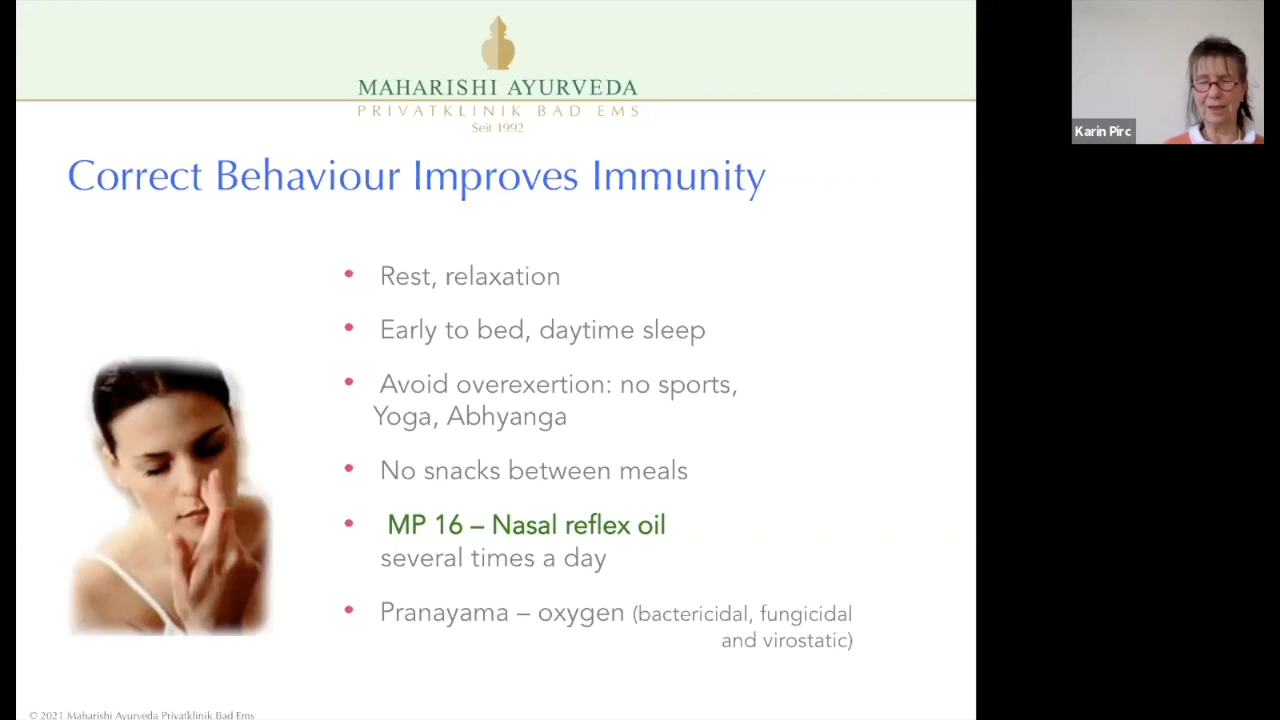 MAHARISHI AYURVEDA
PRIVATKLINIK BAD EMS
Seit 1992
Karin Pirc
Correct Behaviour Improves Immunity
• Rest, relaxation
• Early to bed, daytime sleep
• Avoid overexertion: no sports,
Yoga, Abhyanga
• No snacks between meals
• MP 16 – Nasal reflex oil
several times a day
• Pranayama – oxygen (bactericidal, fungicidal
and virostatic)
© 2021 Maharishi Ayurveda Privatklinik Bad Ems